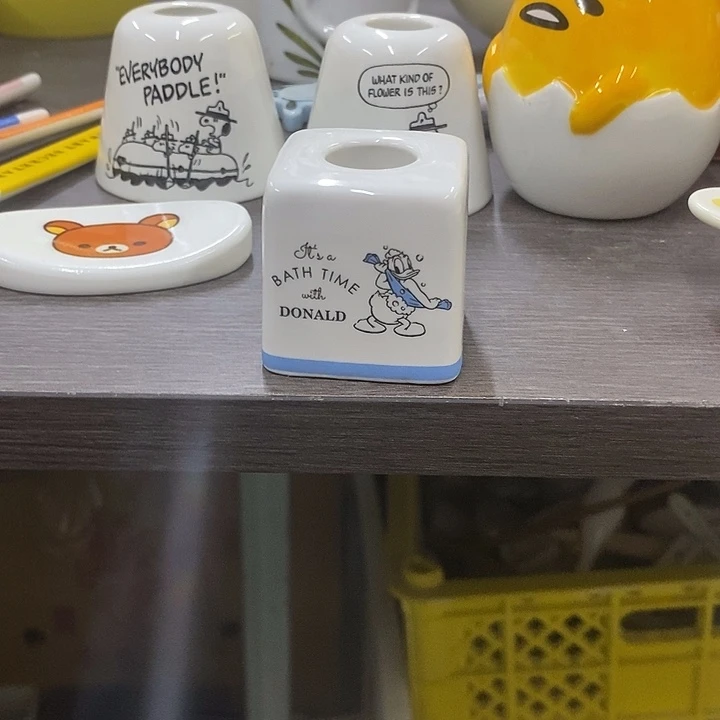 "EVERYBODY
PADDLE!"
WHAT KIND OF
FLOWER IS THIS?
It's a
BATH TIME
with
DONALD